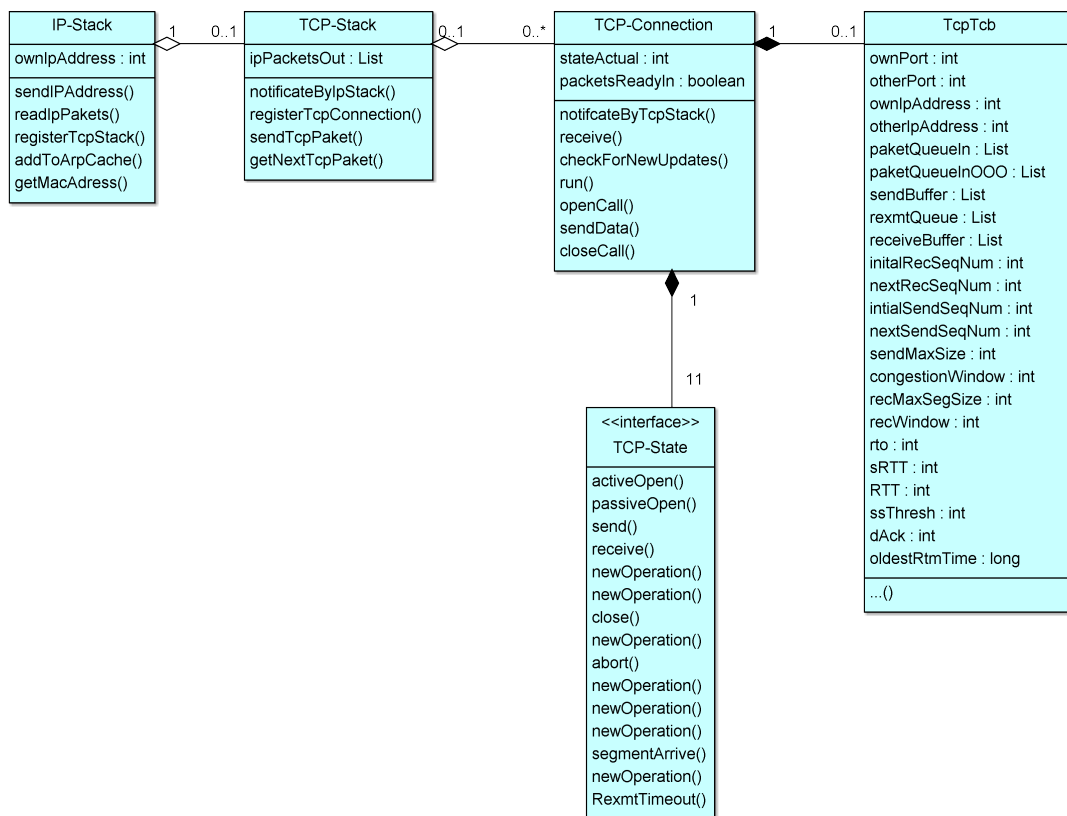 IP-Stack
ownIpAddress : int
sendIPAddress()
readIpPakets()
registerTcpStack()
addToArpCache()
getMacAdress()
1
0..1
TCP-Stack
ipPacketsOut : List
notificateByIpStack()
registerTcpConnection()
sendTcpPaket()
getNextTcpPaket()
0..1
0..*
TCP-Connection
stateActual : int
packetsReadyIn : boolean
notifcateByTcpStack()
receive()
checkForNewUpdates()
run()
openCall()
sendData()
closeCall()
1
0..1
TcpTcb
ownPort : int
otherPort : int
ownIpAddress : int
otherIpAddress : int
paketQueueIn : List
paketQueueInOOO : List
sendBuffer : List
rexmtQueue : List
receiveBuffer : List
initalRecSeqNum : int
nextRecSeqNum : int
intialSendSeqNum : int
nextSendSeqNum : int
sendMaxSize : int
congestionWindow : int
recMaxSegSize : int
recWindow : int
rto : int
sRTT : int
RTT : int
ssThresh : int
dAck : int
oldestRtmTime : long
...()
1
11
<<interface>>
TCP-State
activeOpen()
passiveOpen()
send()
receive()
newOperation()
newOperation()
close()
newOperation()
abort()
newOperation()
newOperation()
newOperation()
segmentArrive()
newOperation()
RexmtTimeout()